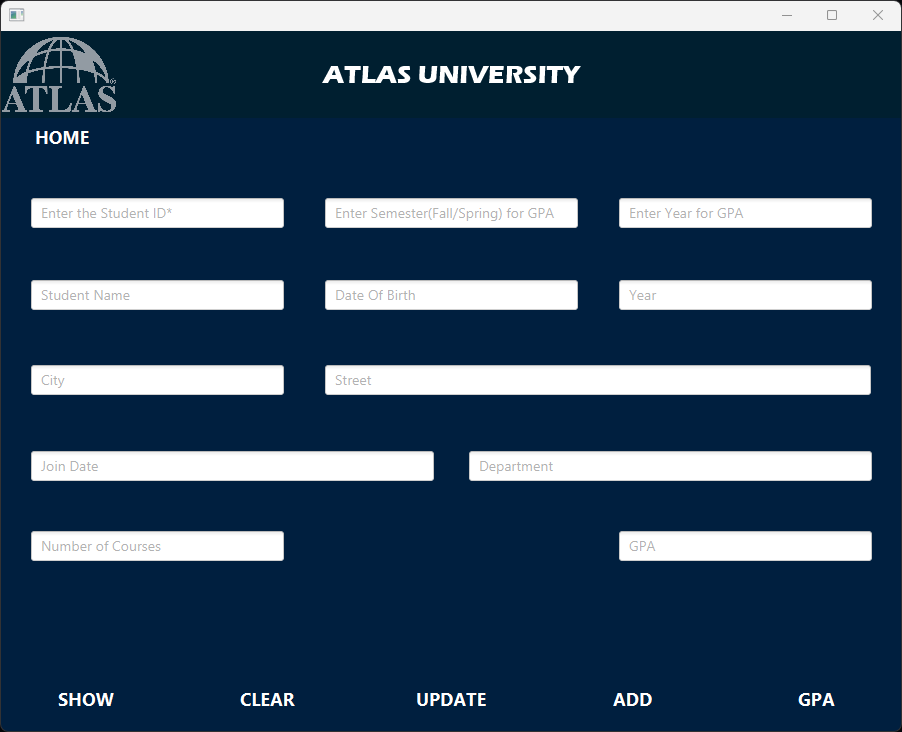 ATLAS
ATLAS UNIVERSITY
HOME
Enter the Student ID*
Enter Semester(Fall/Spring) for GPA
Enter Year for GPA
Student Name
Date Of Birth
Year
City
Street
Join Date
Department
Number of Courses
GPA
SHOW
CLEAR
UPDATE
ADD
GPA